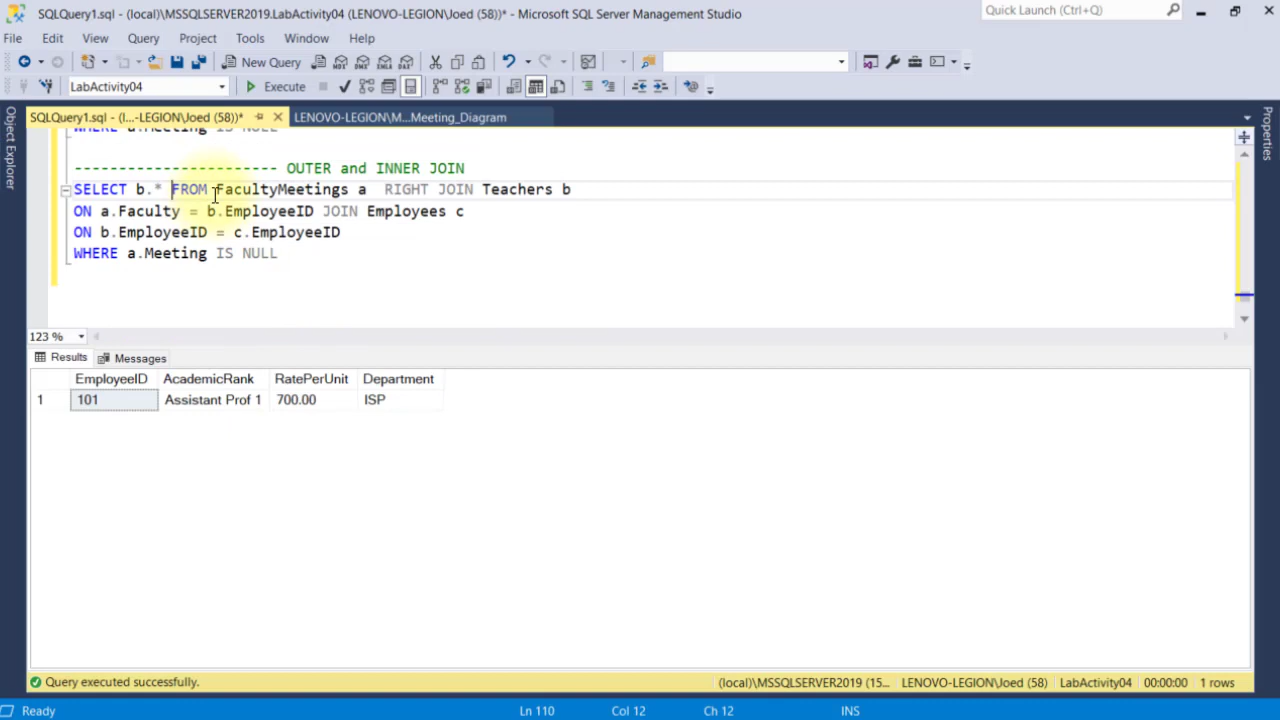 SQLQuery1.sql - (local)\MSSQLSERVER2019.LabActivity04 (LENOVO-LEGION\Joed (58))* - Microsoft SQL Server Management Studio
Quick Launch (Ctrl+Q)
File Edit View Query Project Tools Window Help
New Query
LabActivity04 Execute
SQLQuery1.sql - (l...-LEGION\Joed (58))* LENOVO-LEGION\M...Meeting_Diagram
Object Explorer
Properties
WHERE a.Meeting IS NULL
----------------------- OUTER and INNER JOIN
SELECT b.* FROM FacultyMeetings a  RIGHT JOIN Teachers b
ON a.Faculty = b.EmployeeID JOIN Employees c
ON b.EmployeeID = c.EmployeeID
WHERE a.Meeting IS NULL
123 %
Results Messages
EmployeeID AcademicRank RatePerUnit Department
1 101 Assistant Prof 1 700.00 ISP
Query executed successfully. (local)\MSSQLSERVER2019 (15... LENOVO-LEGION\Joed (58) LabActivity04 00:00:00 1 rows
Ready Ln 110 Col 12 Ch 12 INS